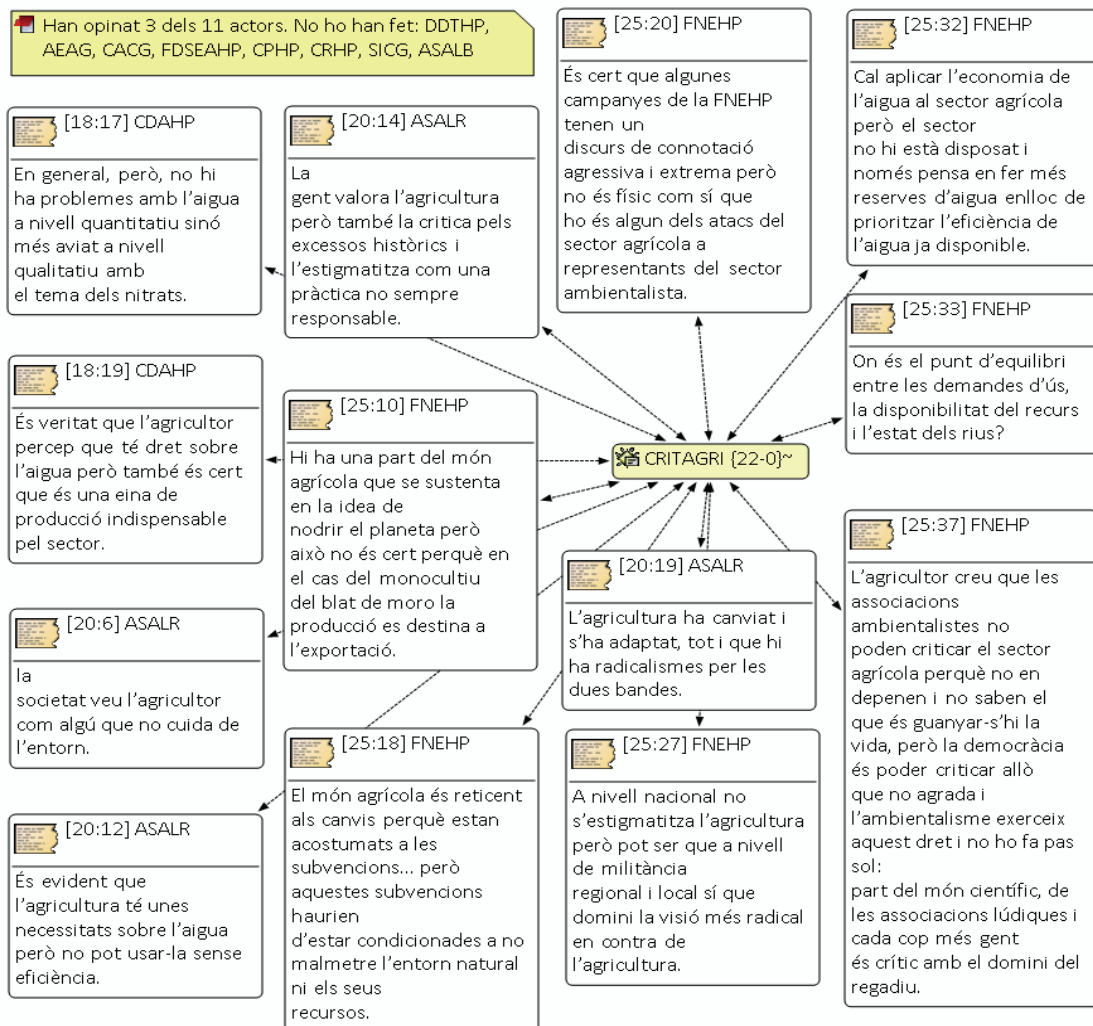 Han opinat 3 dels 11 actors. No ho han fet: DDTHP,
AEAG, CACG, FDSEAHP, CPHP, CRHP, SICG, ASALB
[18:17] CDAHP
En general, però, no hi
ha problemes amb l'aigua
a nivell quantitatiu sinó
més aviat a nivell
qualitatiu amb
el tema dels nitrats.
[20:14] ASALR
La
gent valora l'agricultura
però també la critica pels
excessos històrics i
l'estigmatitza com una
pràctica no sempre
responsable.
[25:20] FNEHP
És cert que algunes
campanyes de la FNEHP
tenen un
discurs de connotació
agressiva i extrema però
no és físic com sí que
ho és algun dels atacs del
sector agrícola a
representants del sector
ambientalista.
[25:32] FNEHP
Cal aplicar l'economia de
l'aigua al sector agrícola
però el sector
no hi està disposat i
només pensa en fer més
reserves d'aigua enlloc de
prioritzar l'eficiència de
l'aigua ja disponible.
[25:33] FNEHP
On és el punt d'equilibri
entre les demandes d'ús,
la disponibilitat del recurs
i l'estat dels rius?
[18:19] CDAHP
És veritat que l'agricultor
percep que té dret sobre
l'aigua però també és cert
que és una eina de
producció indispensable
pel sector.
[25:10] FNEHP
Hi ha una part del món
agrícola que se sustenta
en la idea de
nodrir el planeta però
això no és cert perquè en
el cas del monocultiu
del blat de moro la
producció es destina a
l'exportació.
CRITAGRI {22-0}~
[20:19] ASALR
L'agricultura ha canviat i
s'ha adaptat, tot i que hi
ha radicalismes per les
dues bandes.
[25:37] FNEHP
L'agricultor creu que les
associacions
ambientalistes no
poden criticar el sector
agrícola perquè no en
depenen i no saben el
que és guanyar-s'hi la
vida, però la democràcia
és poder criticar allò
que no agrada i
l'ambientalisme exerceix
aquest dret i no ho fa pas
sol:
part del món científic, de
les associacions lúdiques i
cada cop més gent
és crític amb el domini del
regadiu.
[20:6] ASALR
la
societat veu l'agricultor
com algú que no cuida de
l'entorn.
[25:18] FNEHP
El món agrícola és reticent
als canvis perquè estan
acostumats a les
subvencions... però
aquestes subvencions
haurien
d'estar condicionades a no
malmetre l'entorn natural
ni els seus
recursos.
[25:27] FNEHP
A nivell nacional no
s'estigmatitza l'agricultura
però pot ser que a nivell
de militància
regional i local sí que
domini la visió més radical
en contra de
l'agricultura.
[20:12] ASALR
És evident que
l'agricultura té unes
necessitats sobre l'aigua
però no pot usar-la sense
eficiència.